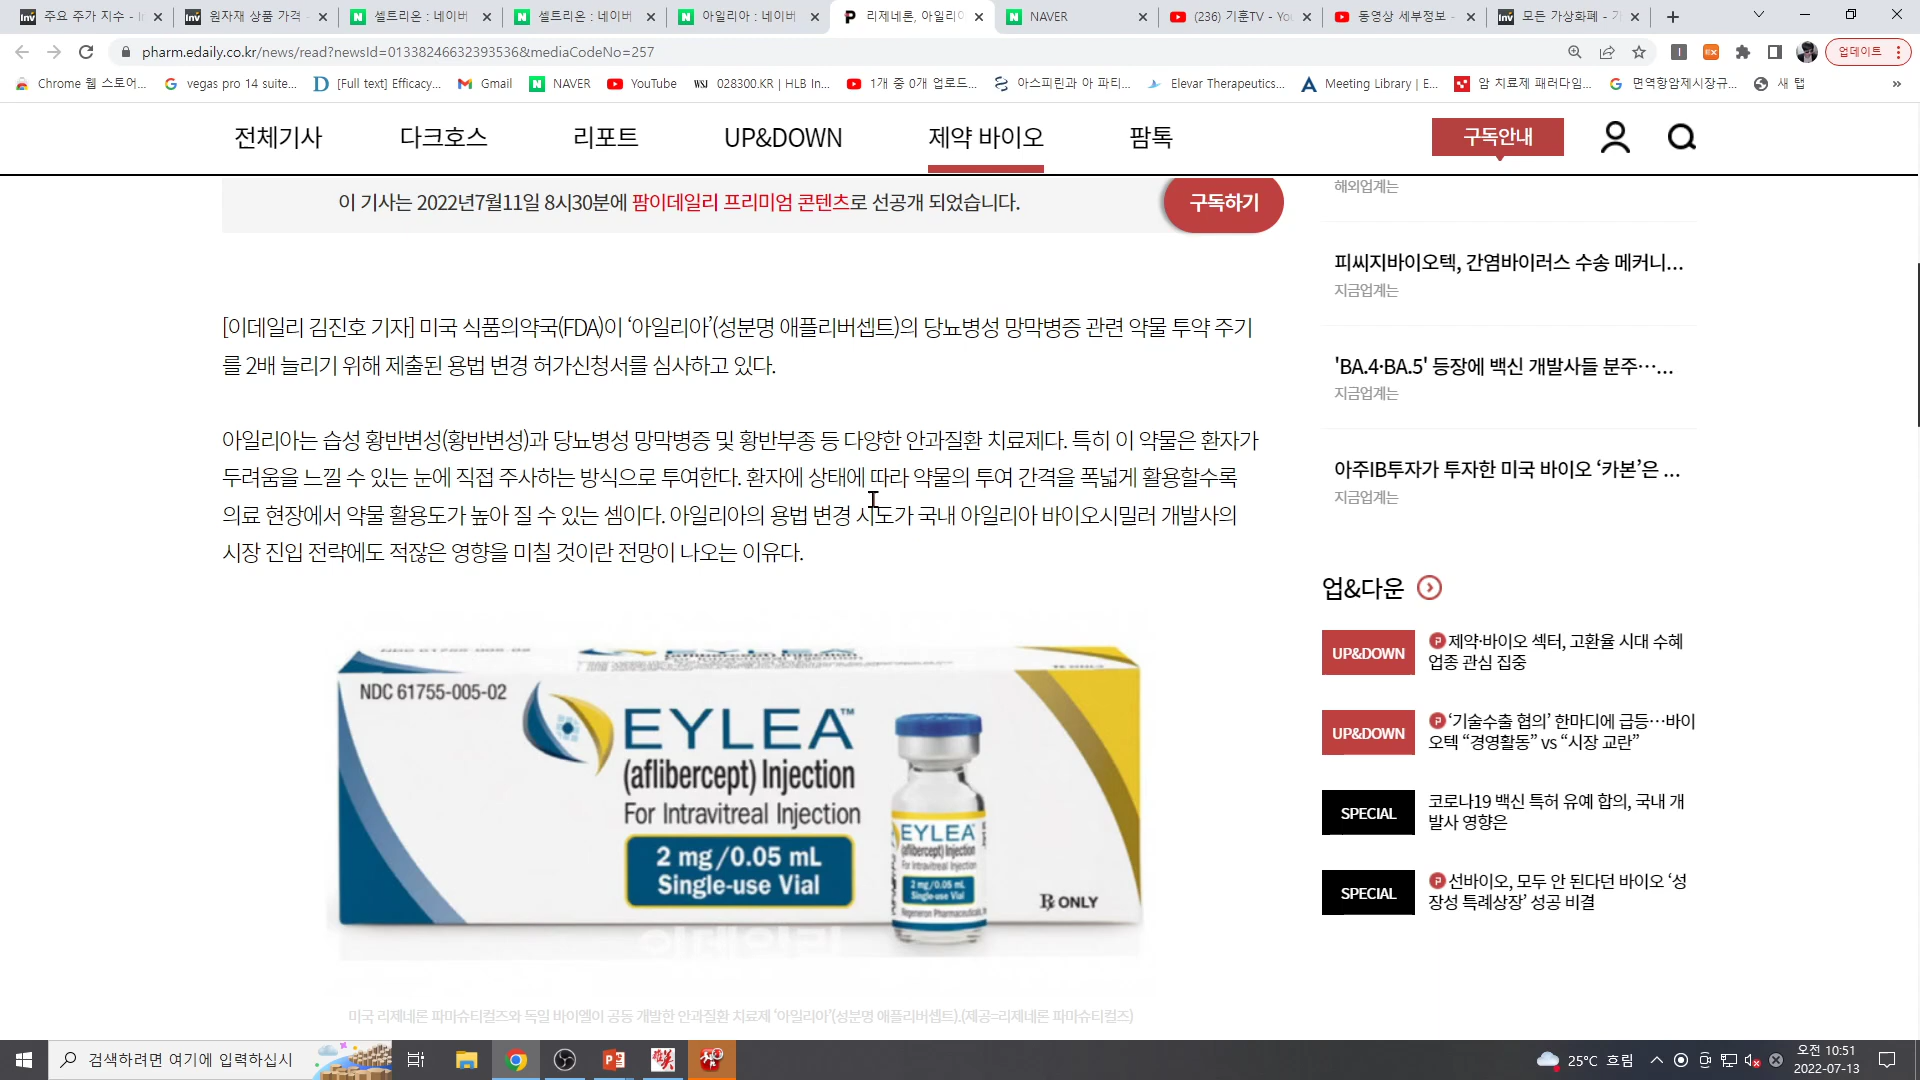 주요 주가 지수 -
원자재 상품 가격 -
셀트리온 : 네이버
셀트리온 : 네이버
아일리아 : 네이버
리제네론, 아일리아
NAVER
(236) 기훈TV - You
동영상 세부정보 -
모든 가상화폐 -
pharm.edaily.co.kr/news/read?newsId=01338246632393536&mediaCodeNo=257
업데이트
Chrome 웹 스토어...
vegas pro 14 suite...
[Full text] Efficacy...
Gmail
NAVER
YouTube
WSJ 028300.KR | HLB In...
1개 중 0개 업로드...
아스피린과 아 파티...
Elevar Therapeutics...
Meeting Library | E...
암 치료제 패러다임...
면역항암제시장규...
새 탭
»
전체기사
다크호스
리포트
UP&DOWN
제약 바이오
팜톡
구독안내
이 기사는 2022년7월11일 8시30분에 팜이데일리 프리미엄 콘텐츠로 선공개 되었습니다.
구독하기
[이데일리 김진호 기자] 미국 식품의약국(FDA)이 ‘아일리아’(성분명 애플리버셉트)의 당뇨병성 망막병증 관련 약물 투약 주기
를 2배 늘리기 위해 제출된 용법 변경 허가신청서를 심사하고 있다.
아일리아는 습성 황반변성(황반변성)과 당뇨병성 망막병증 및 황반부종 등 다양한 안과질환 치료제다. 특히 이 약물은 환자가
두려움을 느낄 수 있는 눈에 직접 주사하는 방식으로 투여한다. 환자에 상태에 따라 약물의 투여 간격을 폭넓게 활용할수록
의료 현장에서 약물 활용도가 높아 질 수 있는 셈이다. 아일리아의 용법 변경 시도가 국내 아일리아 바이오시밀러 개발사의
시장 진입 전략에도 적잖은 영향을 미칠 것이란 전망이 나오는 이유다.
NDC 61755-005-02
EYLEA™
(aflibercept) Injection
For Intravitreal Injection
2 mg/0.05 mL
Single-use Vial
EYLEA
(aflibercept) Injection
For Intravitreal Injection
2 mg/0.05 mL
Single-use Vial
Regeneron Pharmaceuticals, In
℞ ONLY
이데일리
미국 리제네론 파마슈티컬즈와 독일 바이엘이 공동 개발한 안과질환 치료제 ‘아일리아’(성분명 애플리버셉트).(제공=리제네론 파마슈티컬즈)
해외업계는
피씨지바이오텍, 간염바이러스 수송 메커니...
지금업계는
'BA.4·BA.5' 등장에 백신 개발사들 분주…...
지금업계는
아주IB투자가 투자한 미국 바이오 ‘카본’은 ...
지금업계는
업&다운
UP&DOWN
P 제약·바이오 섹터, 고환율 시대 수혜
업종 관심 집중
UP&DOWN
P ‘기술수출 협의’ 한마디에 급등…바이
오텍 “경영활동” vs “시장 교란”
SPECIAL
코로나19 백신 특허 유예 합의, 국내 개
발사 영향은
SPECIAL
P 선바이오, 모두 안 된다던 바이오 ‘성
장성 특례상장’ 성공 비결
검색하려면 여기에 입력하십시
25°C 흐림
오전 10:51
2022-07-13